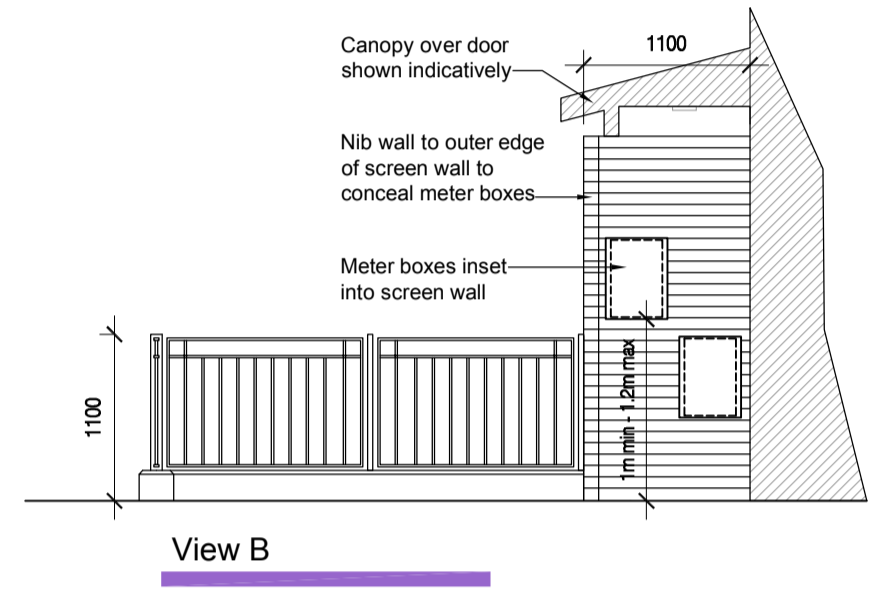 Canopy over door
shown indicatively
1100
Nib wall to outer edge
of screen wall to
conceal meter boxes
Meter boxes inset
into screen wall
1100
1m min - 1.2m max
View B